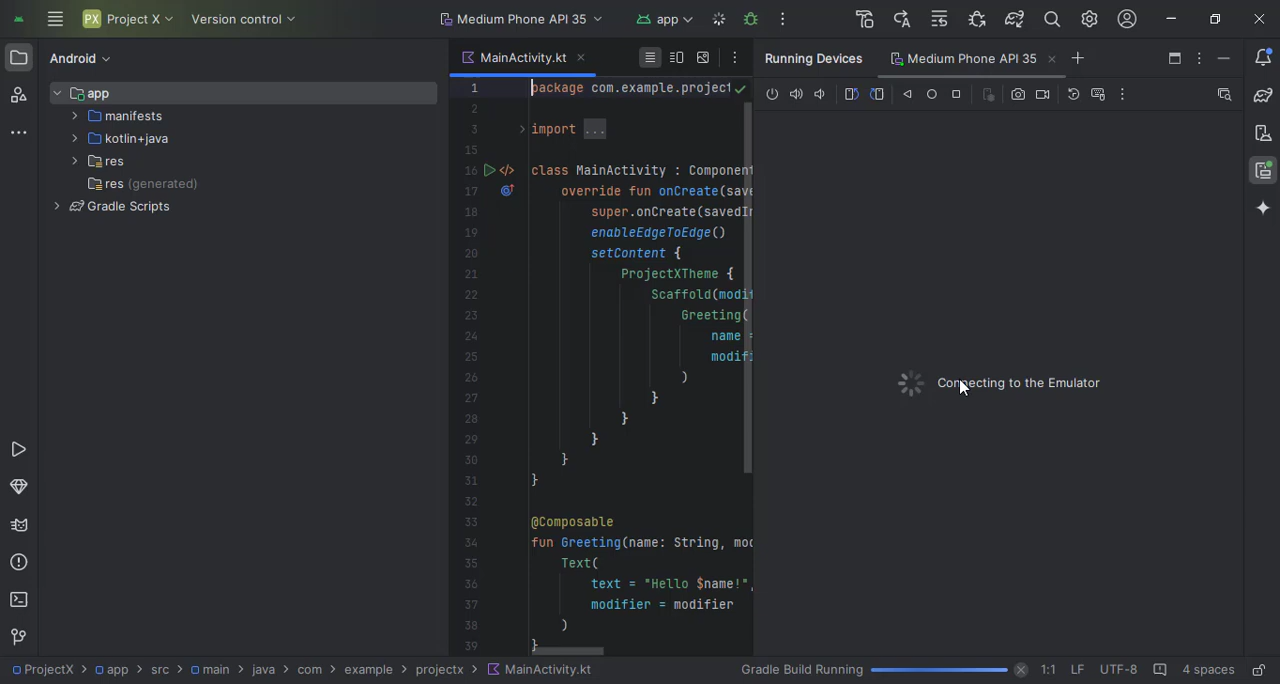 PX Project X Version control Medium Phone API 35 app
Android
MainActivity.kt
Running Devices Medium Phone API 35
app
manifests
kotlin+java
res
res (generated)
Gradle Scripts
1 package com.example.project
2
3 import ...
15
16 class MainActivity : Component
17 override fun onCreate(save
18 super.onCreate(savedIn
19 enableEdgeToEdge()
20 setContent {
21 ProjectXTheme {
22 Scaffold(modif
23 Greeting(
24 name =
25 modifi
26 )
27 }
28 }
29 }
30 }
31 }
32
33 @Composable
34 fun Greeting(name: String, mod
35 Text(
36 text = "Hello $name!",
37 modifier = modifier
38 )
39 }
Connecting to the Emulator
ProjectX > app > src > main > java > com > example > projectx > MainActivity.kt Gradle Build Running 1:1 LF UTF-8 4 spaces